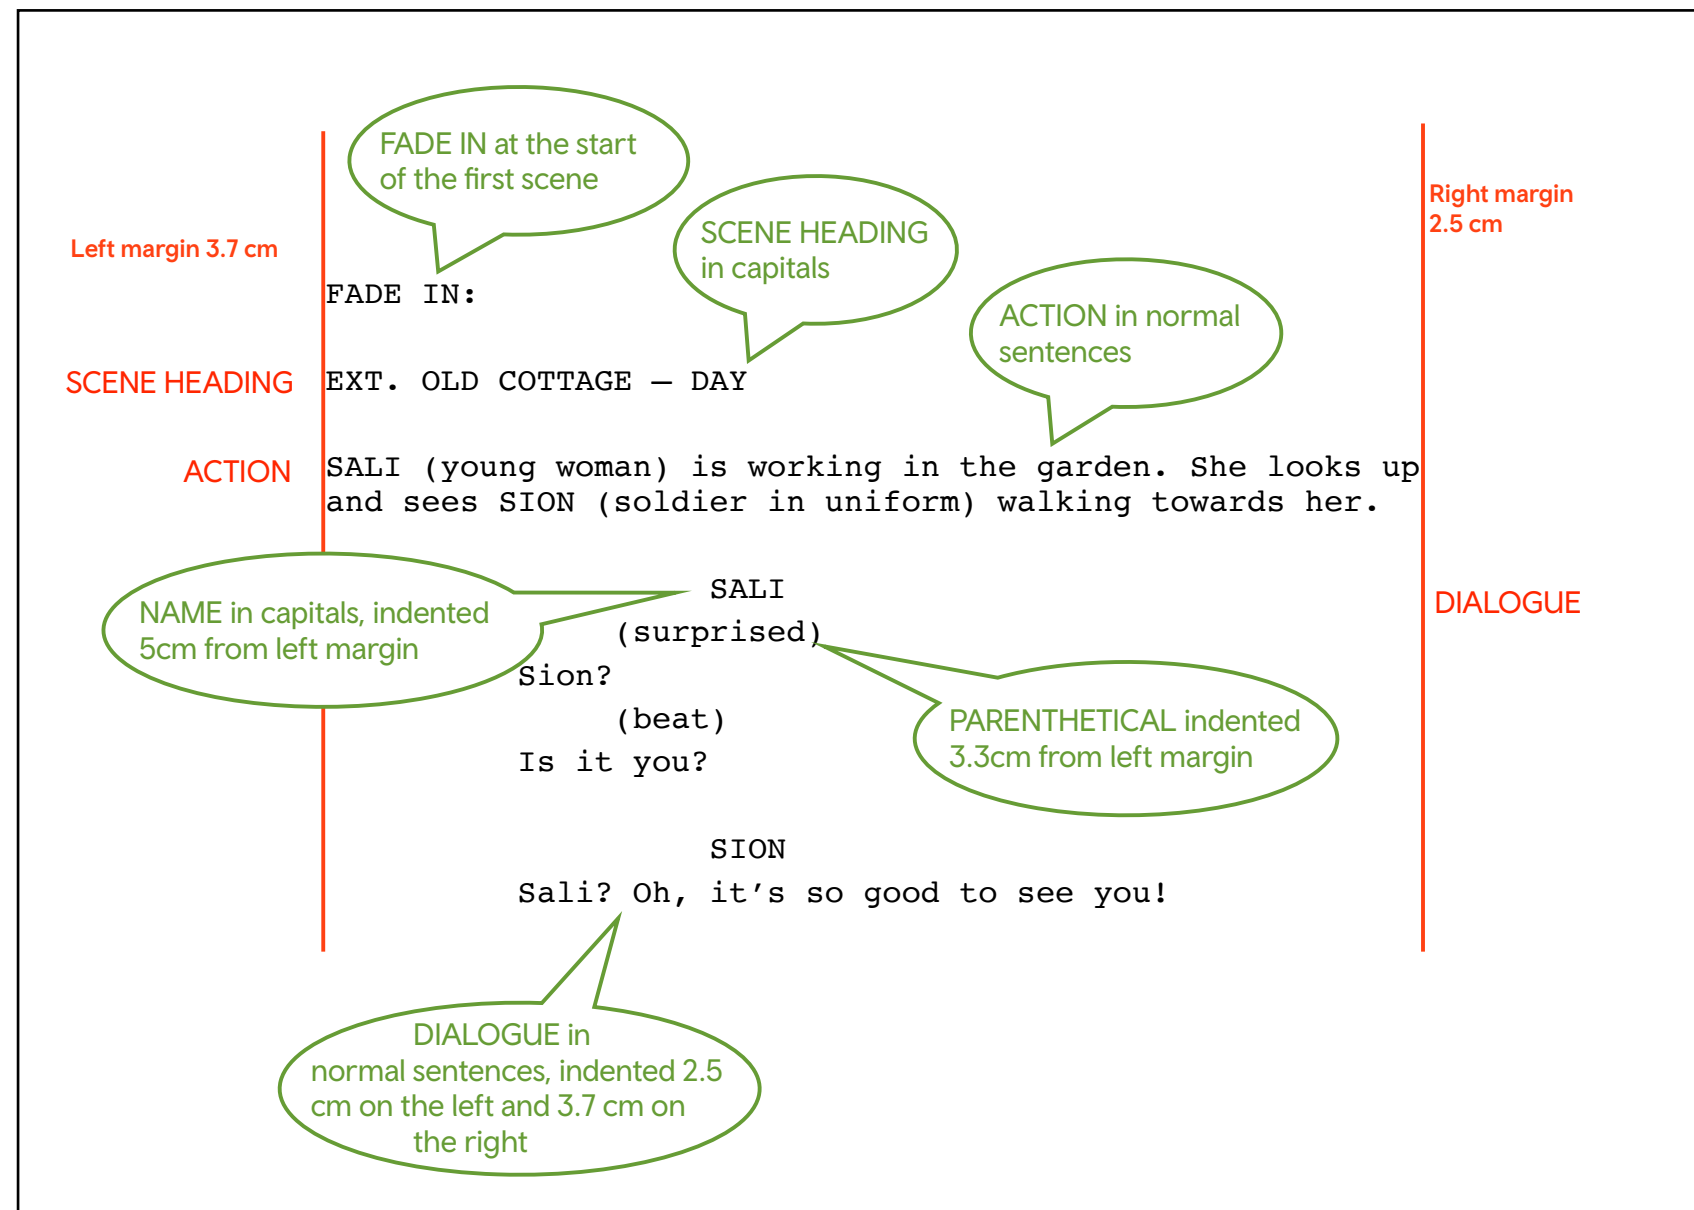 FADE IN at the start
of the first scene
Right margin
2.5 cm
SCENE HEADING
in capitals
Left margin 3.7 cm
FADE IN:
ACTION in normal
sentences
SCENE HEADING
EXT. OLD COTTAGE – DAY
ACTION
SALI (young woman) is working in the garden. She looks up
and sees SION (soldier in uniform) walking towards her.
SALI
DIALOGUE
NAME in capitals, indented
5cm from left margin
(surprised)
Sion?
(beat)
PARENTHETICAL indented
3.3cm from left margin
Is it you?
SION
Sali? Oh, it’s so good to see you!
DIALOGUE in
normal sentences, indented 2.5
cm on the left and 3.7 cm on
the right